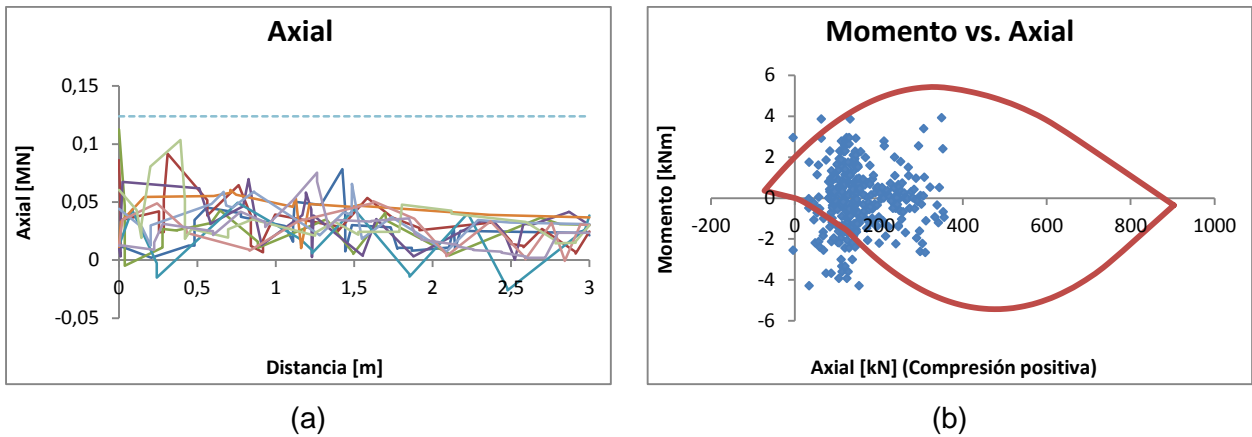 Axial
0,15
0,1
0,05
0
-0,05
Axial [MN]
0 0,5 1 1,5 2 2,5 3
Distancia [m]
(a)
Momento vs. Axial
6
4
2
0
-2
-4
-6
Momento [kNm]
-200 0 200 400 600 800 1000
Axial [kN] (Compresión positiva)
(b)